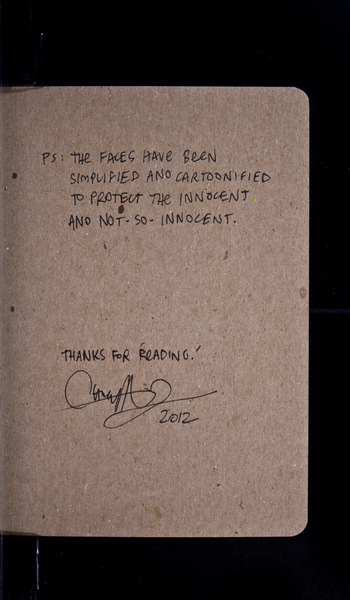 PS: THE FACES HAVE BEEN
SIMPLIFIED AND CARTOONIFIED
TO PROTECT THE INNOCENT
AND NOT-SO-INNOCENT.
THANKS FOR READING!
2012